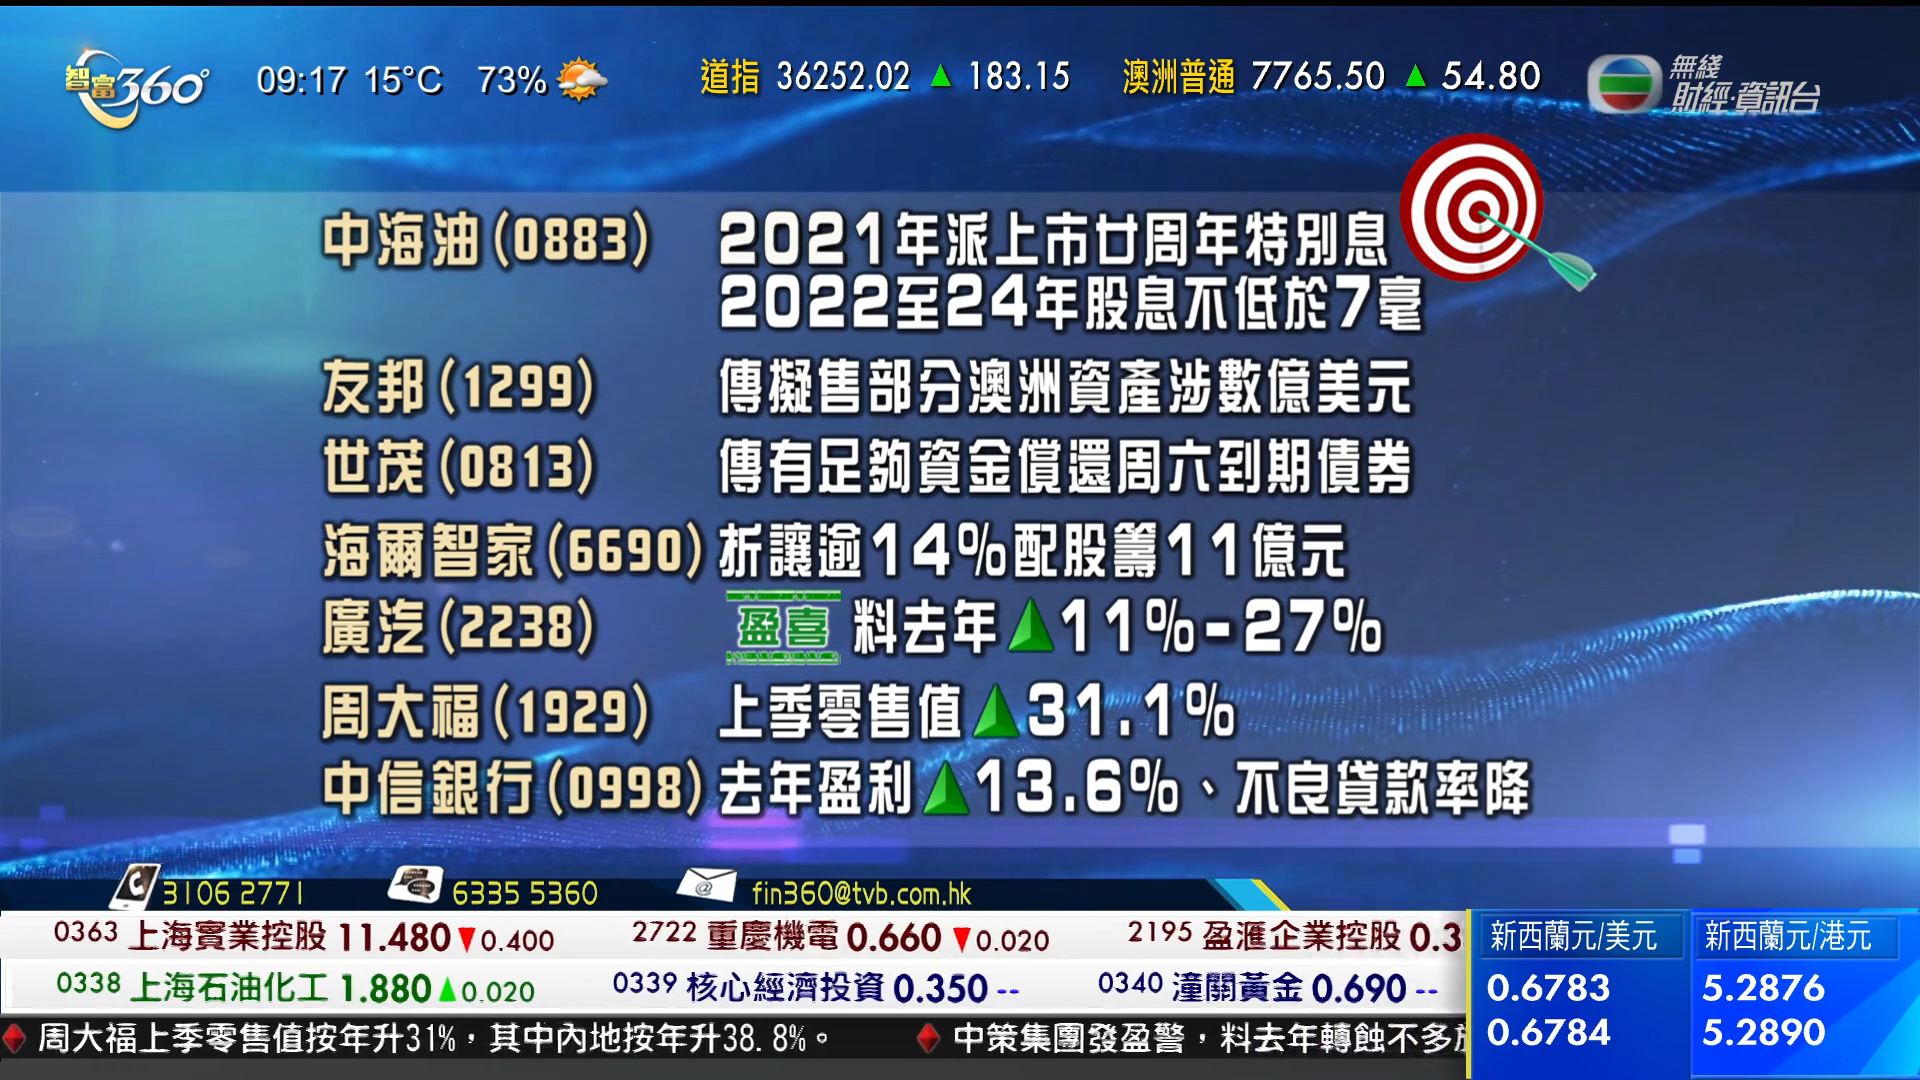 智富360°
09:17 15°C 73%
道指 36252.02 ▲ 183.15 澳洲普通 7765.50 ▲ 54.80
無綫
財經·資訊台
中海油(0883) 2021年派上市廿周年特別息
2022至24年股息不低於7毫
友邦(1299) 傳擬售部分澳洲資產涉數億美元
世茂(0813) 傳有足夠資金償還周六到期債券
海爾智家(6690) 折讓逾14%配股籌11億元
廣汽(2238) 盈喜 料去年▲11%-27%
周大福(1929) 上季零售值▲31.1%
中信銀行(0998) 去年盈利▲13.6%、不良貸款率降
3106 2771 6335 5360 fin360@tvb.com.hk
0363 上海實業控股 11.480 ▼0.400 2722 重慶機電 0.660 ▼0.020 2195 盈滙企業控股 0.3
0338 上海石油化工 1.880 ▲0.020 0339 核心經濟投資 0.350 -- 0340 潼關黃金 0.690 --
周大福上季零售值按年升31%，其中內地按年升38.8%。 中策集團發盈警，料去年轉蝕不多於
新西蘭元/美元 新西蘭元/港元
0.6783 5.2876
0.6784 5.2890